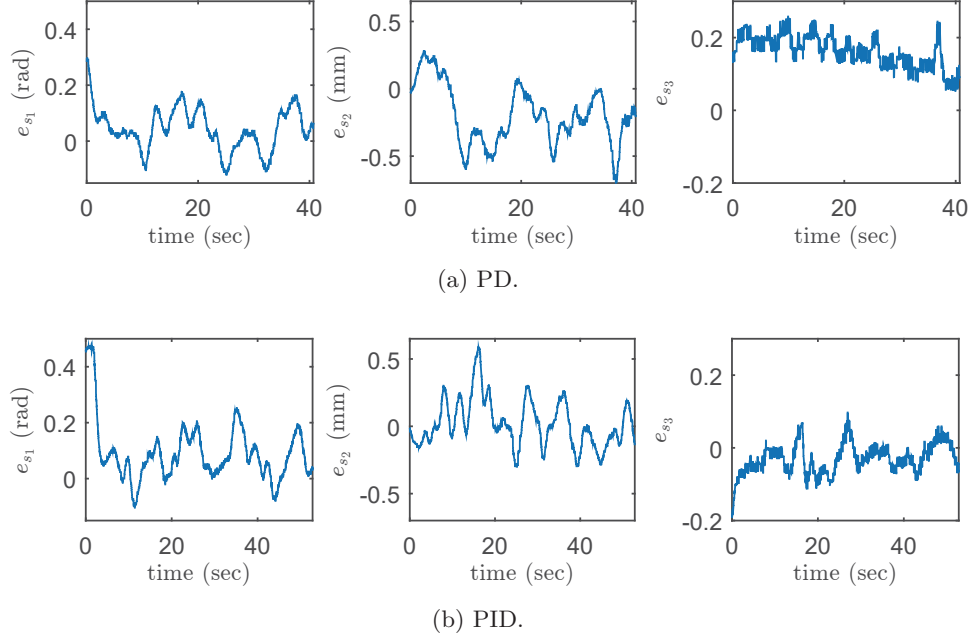 0.4
0.2
0
e_{s_1} (rad)
0 20 40
time (sec)
0.5
0
-0.5
e_{s_2} (mm)
0 20 40
time (sec)
0.2
0
-0.2
e_{s_3}
0 20 40
time (sec)
(a) PD.
0.4
0.2
0
e_{s_1} (rad)
0 20 40
time (sec)
0.5
0
-0.5
e_{s_2} (mm)
0 20 40
time (sec)
0.2
0
-0.2
e_{s_3}
0 20 40
time (sec)
(b) PID.